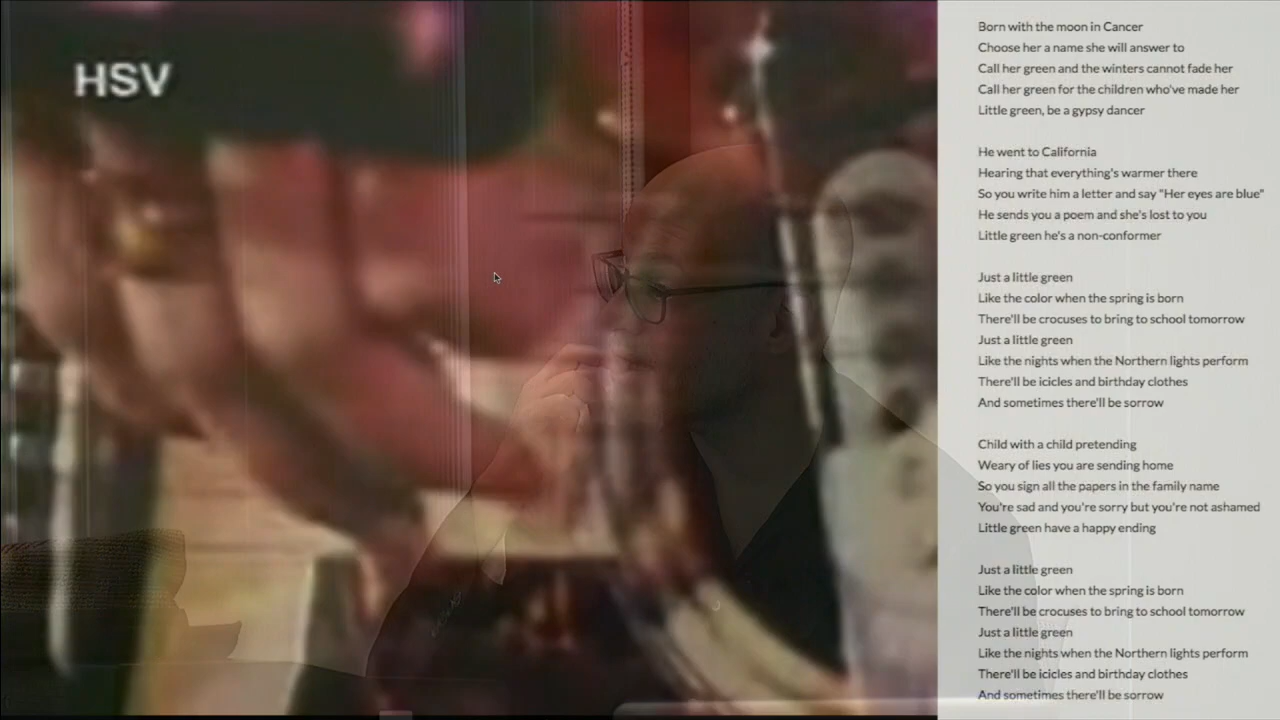 HSV
Born with the moon in Cancer
Choose her a name she will answer to
Call her green and the winters cannot fade her
Call her green for the children who've made her
Little green, be a gypsy dancer
He went to California
Hearing that everything's warmer there
So you write him a letter and say "Her eyes are blue"
He sends you a poem and she's lost to you
Little green he's a non-conformer
Just a little green
Like the color when the spring is born
There'll be crocuses to bring to school tomorrow
Just a little green
Like the nights when the Northern lights perform
There'll be icicles and birthday clothes
And sometimes there'll be sorrow
Child with a child pretending
Weary of lies you are sending home
So you sign all the papers in the family name
You're sad and you're sorry but you're not ashamed
Little green have a happy ending
Just a little green
Like the color when the spring is born
There'll be crocuses to bring to school tomorrow
Just a little green
Like the nights when the Northern lights perform
There'll be icicles and birthday clothes
And sometimes there'll be sorrow